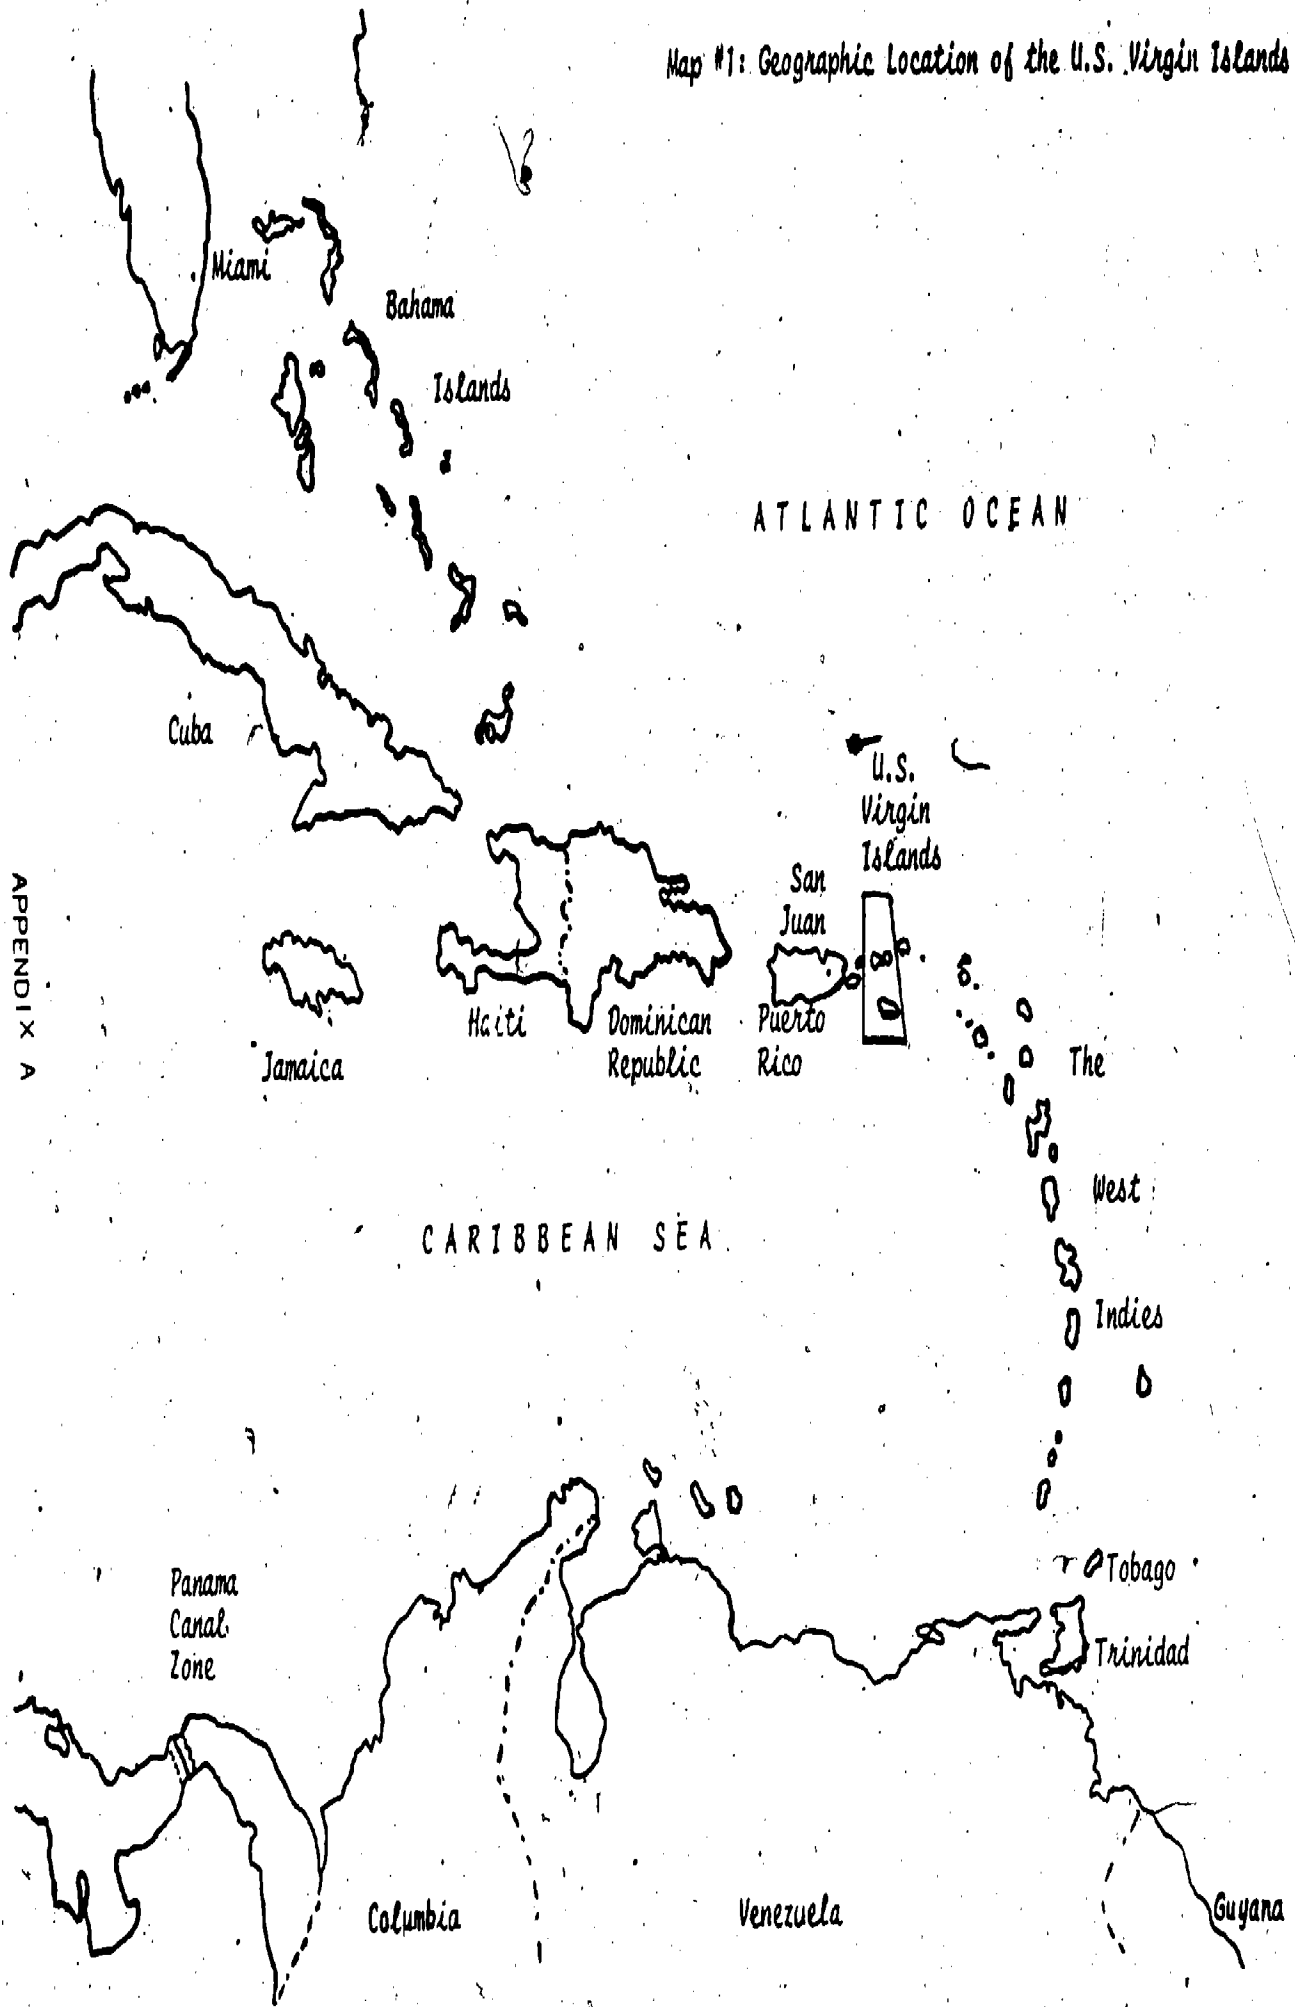 Map #1: Geographic Location of the U.S. Virgin Islands
Miami
Bahama
Islands
ATLANTIC OCEAN
Cuba
U.S.
Virgin
Islands
San
Juan
APPENDIX A
Haiti
Dominican
Republic
Puerto
Rico
Jamaica
The
West
CARIBBEAN SEA
Indies
Tobago
Panama
Canal
Zone
Trinidad
Columbia
Venezuela
Guyana